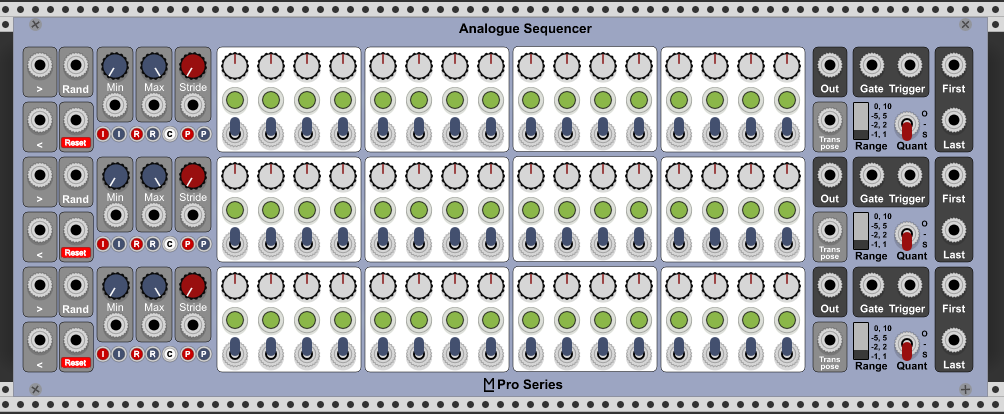 Analogue Sequencer
> Rand Min Max Stride Out Gate Trigger First
< Reset I I R R C P P Trans pose 0, 10 -5, 5 -2, 2 -1, 1 Range O - S Quant Last
> Rand Min Max Stride Out Gate Trigger First
< Reset I I R R C P P Trans pose 0, 10 -5, 5 -2, 2 -1, 1 Range O - S Quant Last
> Rand Min Max Stride Out Gate Trigger First
< Reset I I R R C P P Trans pose 0, 10 -5, 5 -2, 2 -1, 1 Range O - S Quant Last
Pro Series